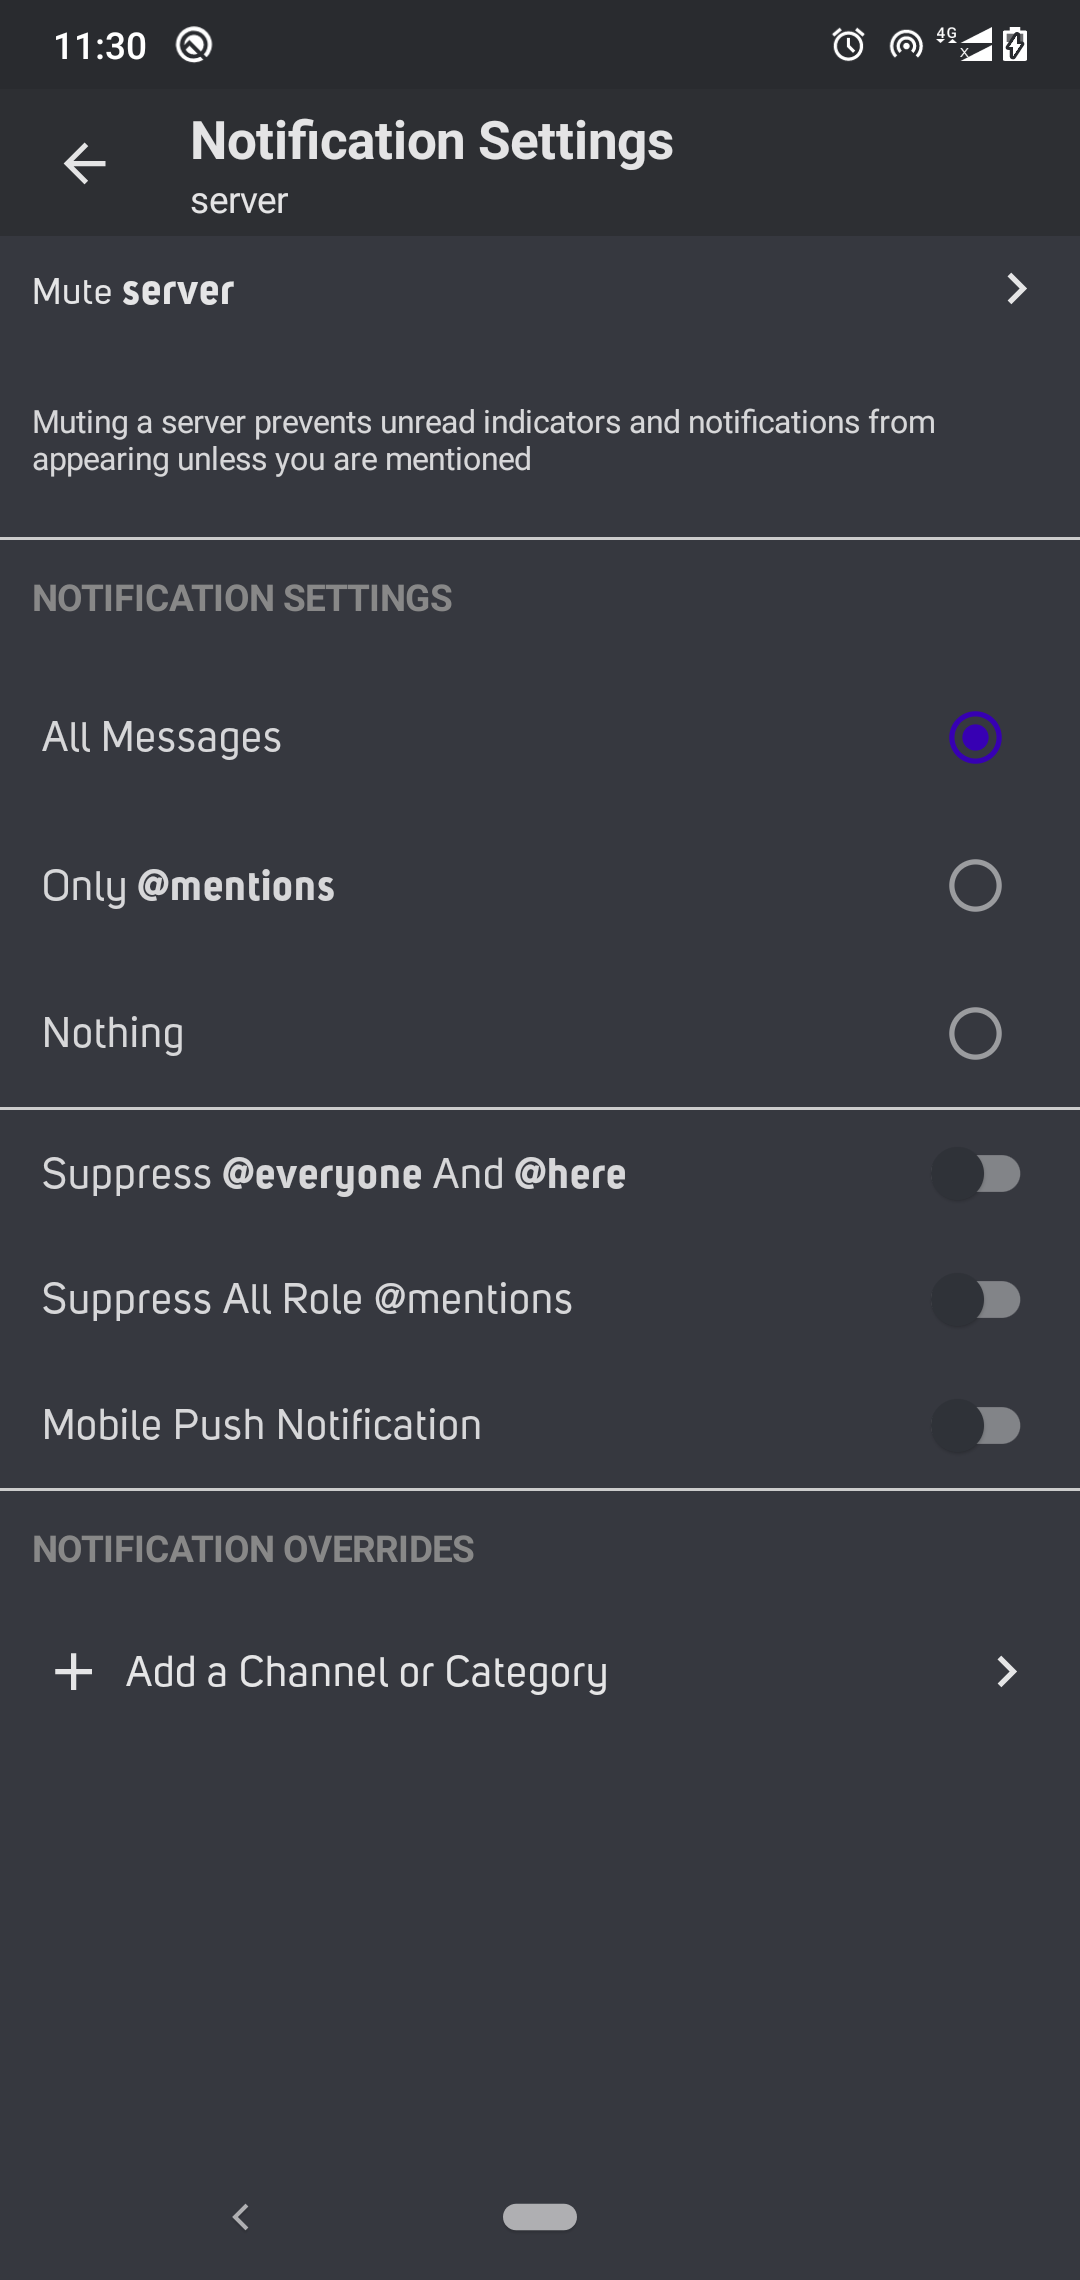 11:30
4G
x
Notification Settings
server
Mute server
Muting a server prevents unread indicators and notifications from
appearing unless you are mentioned
NOTIFICATION SETTINGS
All Messages
Only @mentions
Nothing
Suppress @everyone And @here
Suppress All Role @mentions
Mobile Push Notification
NOTIFICATION OVERRIDES
Add a Channel or Category